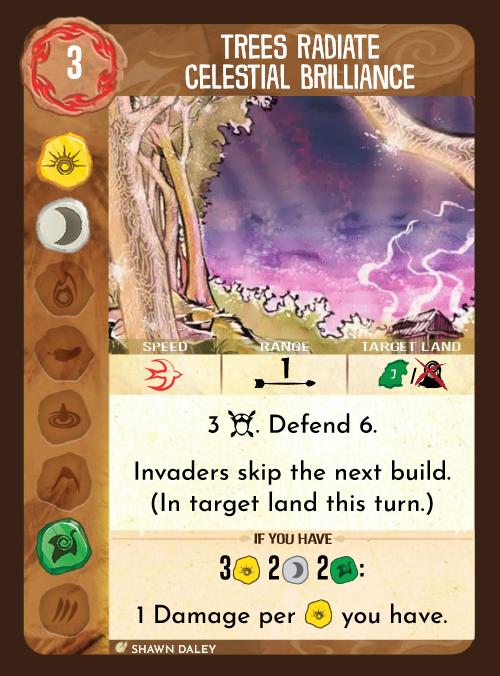 3
TREES RADIATE
CELESTIAL BRILLIANCE
SPEED RANGE TARGET LAND
1
J/
3 . Defend 6.
Invaders skip the next build.
(In target land this turn.)
IF YOU HAVE
3 2 2 :
1 Damage per you have.
SHAWN DALEY